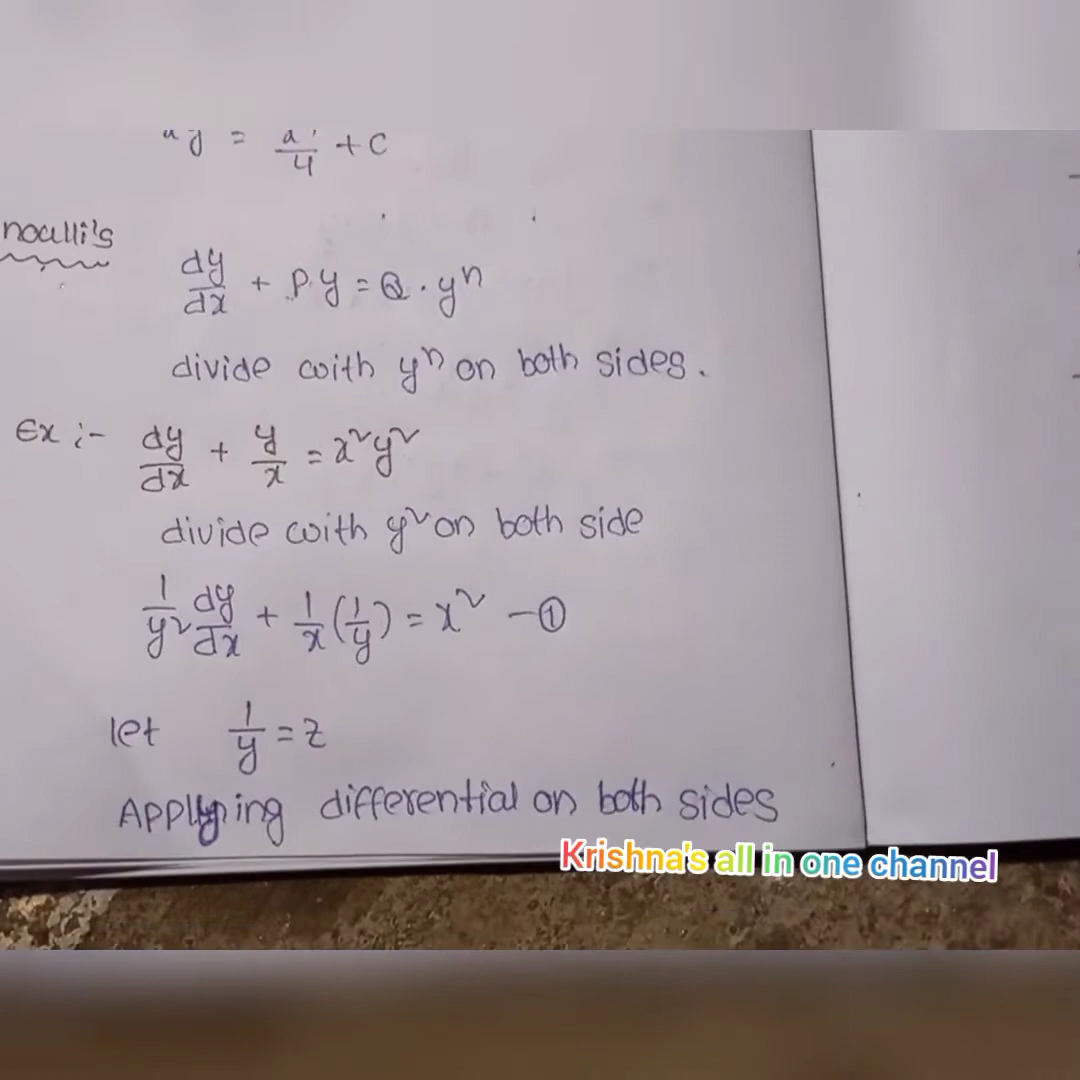 y = /4 + c
noulli's
dy/dx + P.y = Q . yⁿ
divide with yⁿ on both sides.
Ex :- dy/dx + y/x = x²y²
divide with y² on both side
1/y² dy/dx + 1/x (1/y) = x² - ①
let 1/y = z
Applying differential on both sides
Krishna's all in one channel